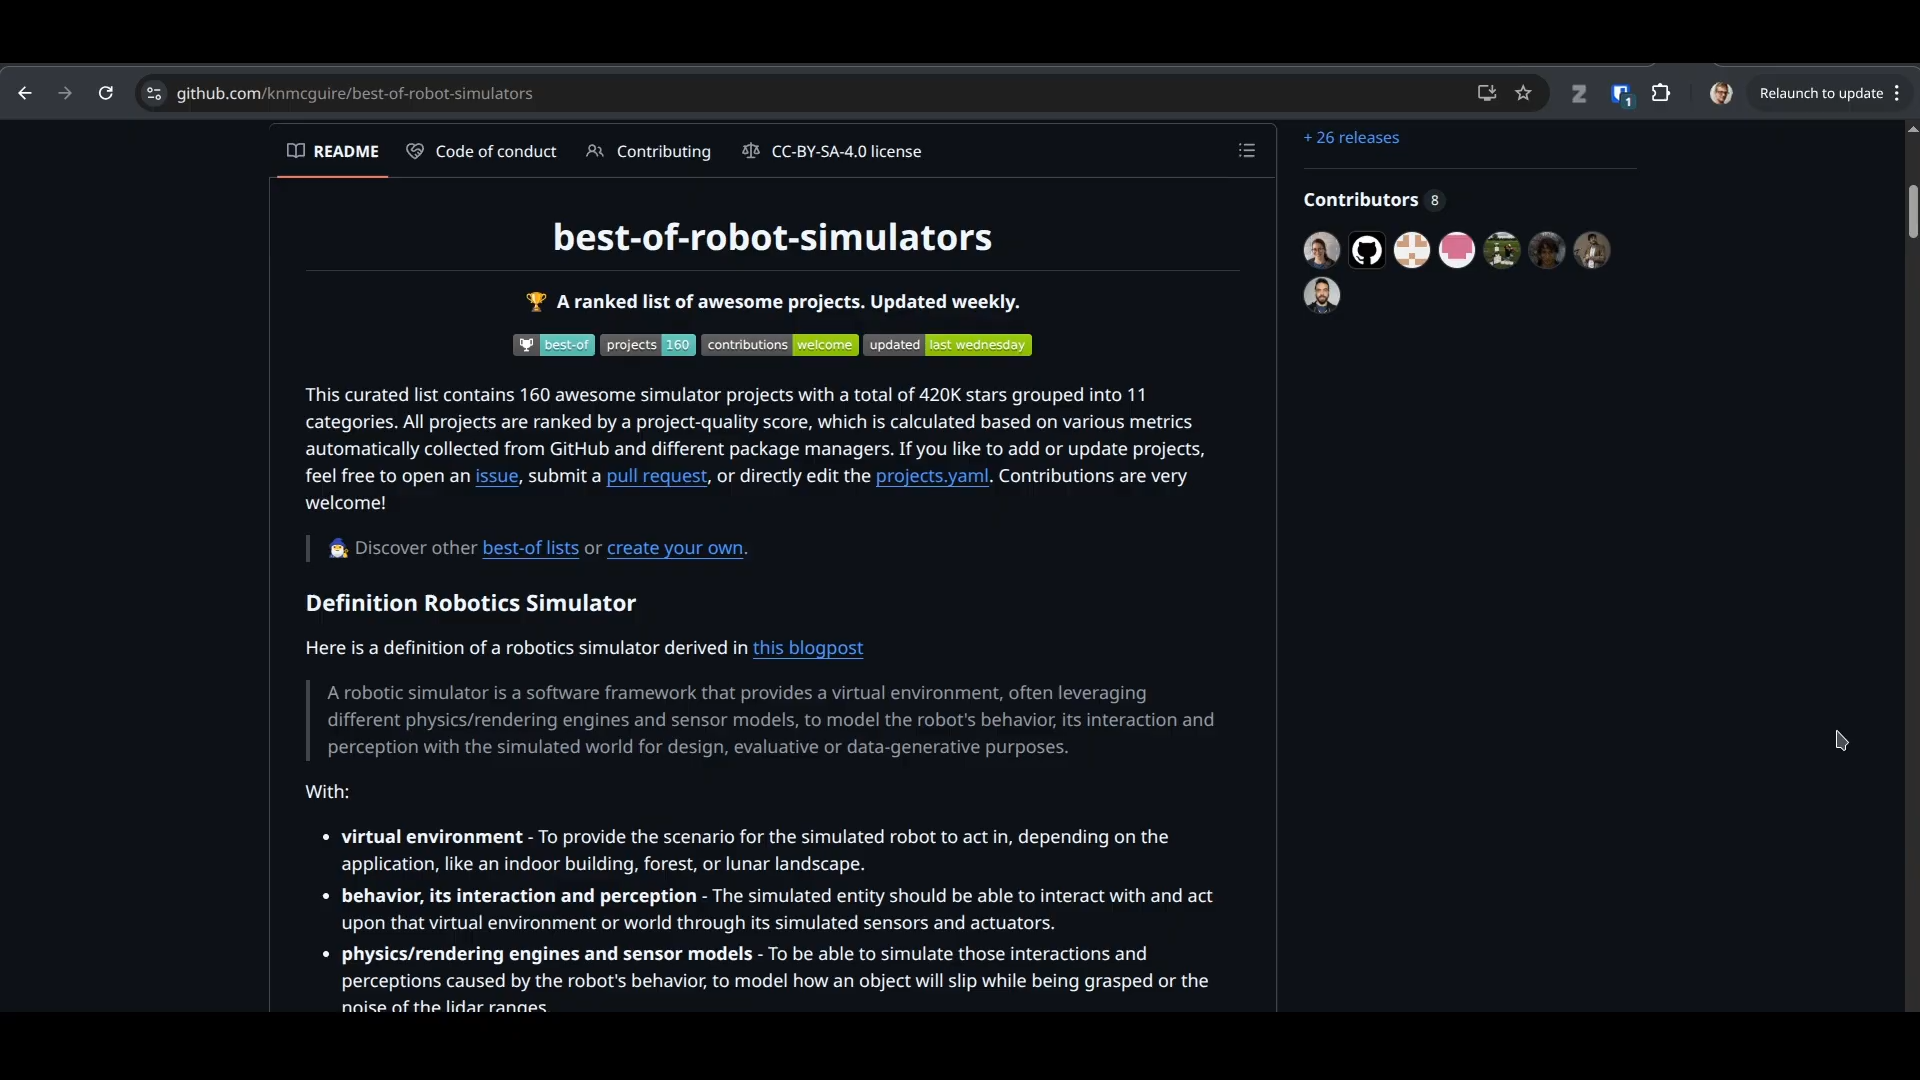 github.com/knmcguire/best-of-robot-simulators
1
Relaunch to update
README
Code of conduct
Contributing
CC-BY-SA-4.0 license
+ 26 releases
Contributors 8
best-of-robot-simulators
🏆 A ranked list of awesome projects. Updated weekly.
best-of projects 160 contributions welcome updated last wednesday
This curated list contains 160 awesome simulator projects with a total of 420K stars grouped into 11
categories. All projects are ranked by a project-quality score, which is calculated based on various metrics
automatically collected from GitHub and different package managers. If you like to add or update projects,
feel free to open an issue, submit a pull request, or directly edit the projects.yaml. Contributions are very
welcome!
Discover other best-of lists or create your own.
Definition Robotics Simulator
Here is a definition of a robotics simulator derived in this blogpost
A robotic simulator is a software framework that provides a virtual environment, often leveraging
different physics/rendering engines and sensor models, to model the robot's behavior, its interaction and
perception with the simulated world for design, evaluative or data-generative purposes.
With:
• virtual environment - To provide the scenario for the simulated robot to act in, depending on the
application, like an indoor building, forest, or lunar landscape.
• behavior, its interaction and perception - The simulated entity should be able to interact with and act
upon that virtual environment or world through its simulated sensors and actuators.
• physics/rendering engines and sensor models - To be able to simulate those interactions and
perceptions caused by the robot's behavior, to model how an object will slip while being grasped or the
noise of the lidar ranges.